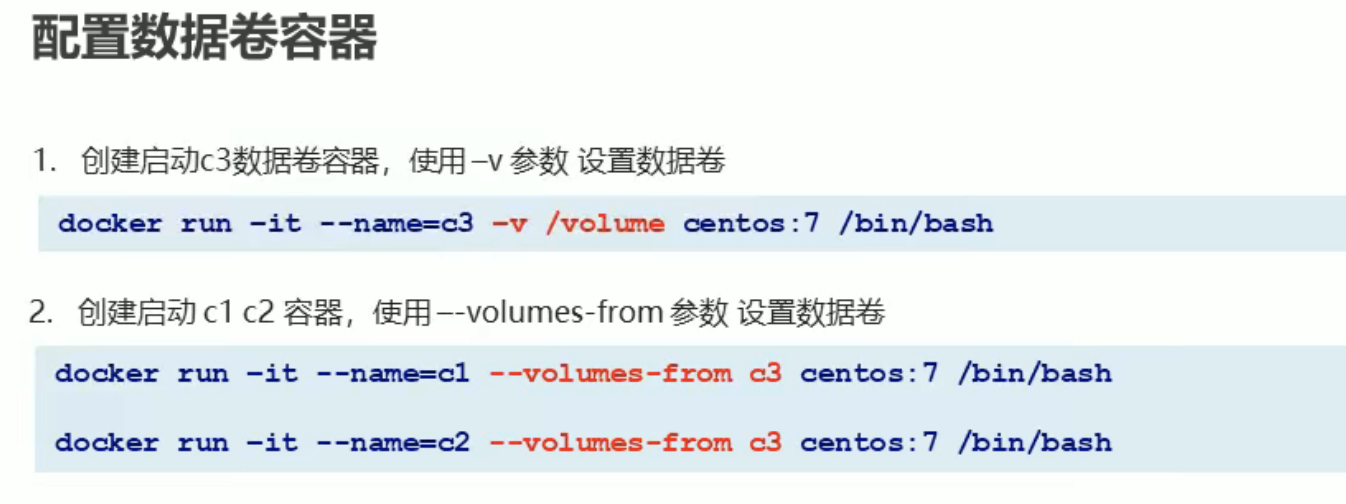 配置数据卷容器
1. 创建启动c3数据卷容器，使用 –v 参数 设置数据卷
docker run –it --name=c3 –v /volume centos:7 /bin/bash
2. 创建启动 c1 c2 容器，使用 –-volumes-from 参数 设置数据卷
docker run –it --name=c1 --volumes-from c3 centos:7 /bin/bash
docker run –it --name=c2 --volumes-from c3 centos:7 /bin/bash